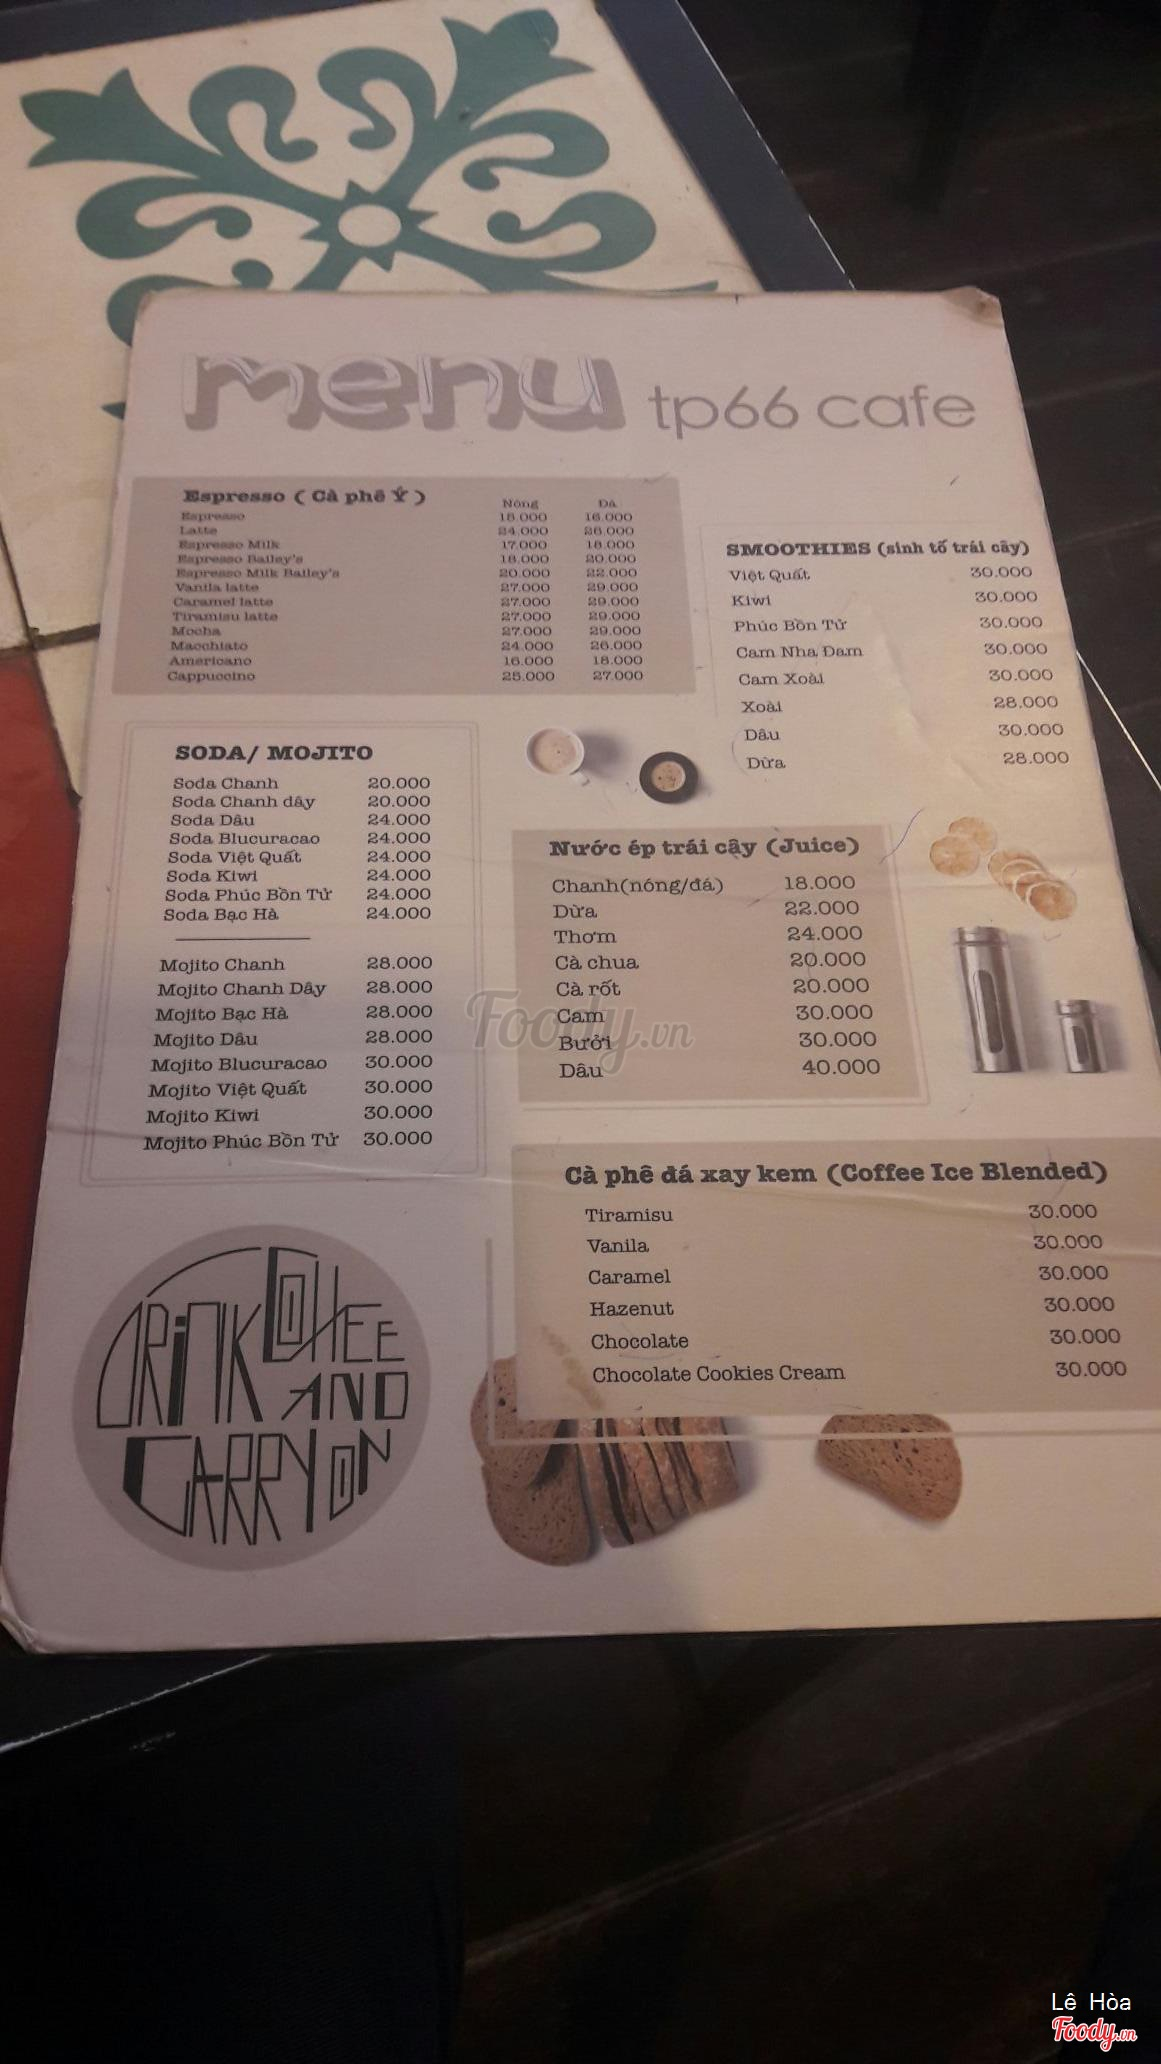 menu tp66 cafe
Espresso ( Cà phê Ý )
Nóng Đá
Espresso 15.000 16.000
Latte 24.000 26.000
Espresso Milk 17.000 18.000
Espresso Bailey's 18.000 20.000
Espresso Milk Bailey's 20.000 22.000
Vanila latte 27.000 29.000
Caramel latte 27.000 29.000
Tiramisu latte 27.000 29.000
Mocha 27.000 29.000
Macchiato 24.000 26.000
Americano 16.000 18.000
Cappuccino 25.000 27.000
SMOOTHIES (sinh tố trái cây)
Việt Quất 30.000
Kiwi 30.000
Phúc Bồn Tử 30.000
Cam Nha Đam 30.000
Cam Xoài 30.000
Xoài 28.000
Dâu 30.000
Dừa 28.000
SODA/ MOJITO
Soda Chanh 20.000
Soda Chanh dây 20.000
Soda Dâu 24.000
Soda Blucuracao 24.000
Soda Việt Quất 24.000
Soda Kiwi 24.000
Soda Phúc Bồn Tử 24.000
Soda Bạc Hà 24.000
Mojito Chanh 28.000
Mojito Chanh Dây 28.000
Mojito Bạc Hà 28.000
Mojito Dâu 28.000
Mojito Blucuracao 30.000
Mojito Việt Quất 30.000
Mojito Kiwi 30.000
Mojito Phúc Bồn Tử 30.000
Nước ép trái cậy (Juice)
Chanh(nóng/đá) 18.000
Dừa 22.000
Thơm 24.000
Cà chua 20.000
Cà rốt 20.000
Cam 30.000
Bưởi 30.000
Dâu 40.000
Foody.vn
Cà phê đá xay kem (Coffee Ice Blended)
Tiramisu 30.000
Vanila 30.000
Caramel 30.000
Hazenut 30.000
Chocolate 30.000
Chocolate Cookies Cream 30.000
DRINK COFFEE
AND
CARRY ON
Lê Hòa
Foody.vn